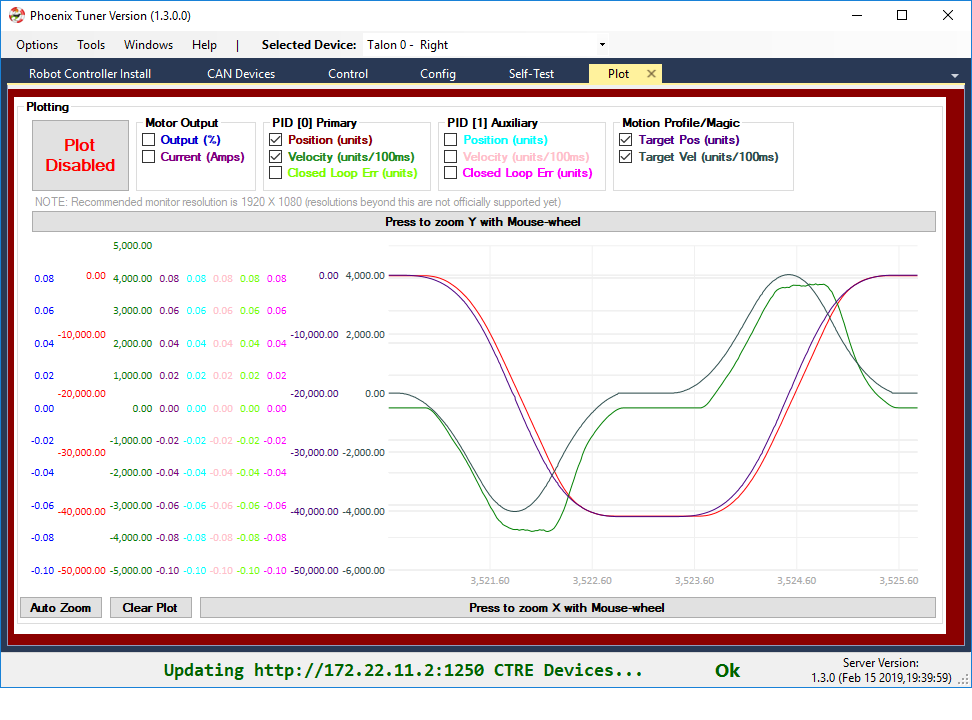 Phoenix Tuner Version (1.3.0.0)
Options Tools Windows Help | Selected Device: Talon 0 - Right
Robot Controller Install CAN Devices Control Config Self-Test Plot
Plotting
Plot
Disabled
Motor Output
Output (%)
Current (Amps)
PID [0] Primary
Position (units)
Velocity (units/100ms)
Closed Loop Err (units)
PID [1] Auxiliary
Position (units)
Velocity (units/100ms)
Closed Loop Err (units)
Motion Profile/Magic
Target Pos (units)
Target Vel (units/100ms)
NOTE: Recommended monitor resolution is 1920 X 1080 (resolutions beyond this are not officially supported yet)
Press to zoom Y with Mouse-wheel
5,000.00
0.00 0.00 4,000.00
0.08 4,000.00 0.08 0.08 0.08 0.08 0.08
0.06 3,000.00 0.06 0.06 0.06 0.06 0.06
-10,000.00 -10,000.00 2,000.00
0.04 2,000.00 0.04 0.04 0.04 0.04 0.04
0.02 1,000.00 0.02 0.02 0.02 0.02 0.02
-20,000.00 -20,000.00 0.00
0.00 0.00 0.00 0.00 0.00 0.00 0.00
-0.02 -1,000.00 -0.02 -0.02 -0.02 -0.02 -0.02
-30,000.00 -30,000.00 -2,000.00
-0.04 -2,000.00 -0.04 -0.04 -0.04 -0.04 -0.04
-0.06 -3,000.00 -0.06 -0.06 -0.06 -0.06 -0.06
-40,000.00 -40,000.00 -4,000.00
-0.08 -4,000.00 -0.08 -0.08 -0.08 -0.08 -0.08
-0.10 -50,000.00 -5,000.00 -0.10 -0.10 -0.10 -0.10 -0.10 -50,000.00 -6,000.00
3,521.60 3,522.60 3,523.60 3,524.60 3,525.60
Auto Zoom Clear Plot Press to zoom X with Mouse-wheel
Updating http://172.22.11.2:1250 CTRE Devices... Ok
Server Version:
1.3.0 (Feb 15 2019,19:39:59)